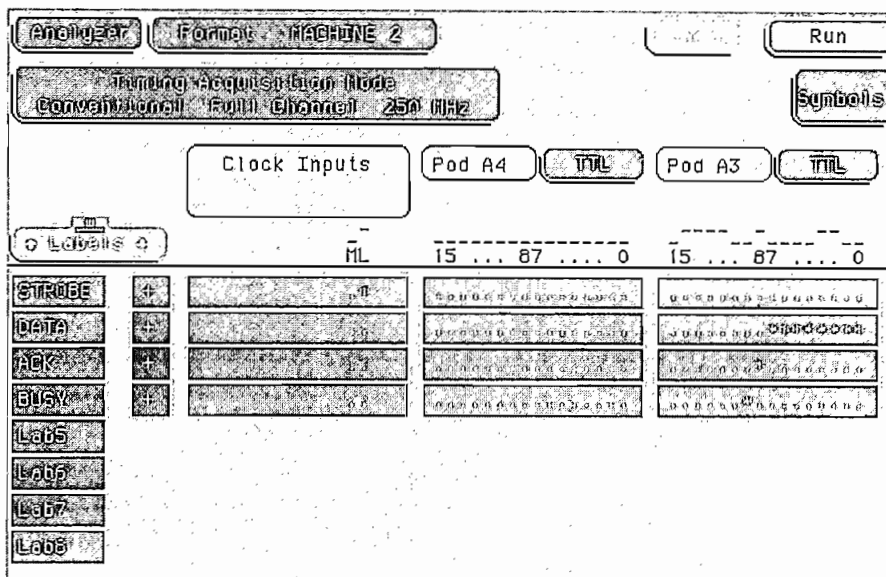 Analyzer Format MACHINE 2 Run
Timing Acquisition Mode
Conventional Full Channel 250 MHz
Symbols
Clock Inputs Pod A4 TTL Pod A3 TTL
Labels
ML 15 ... 87 .... 0 15 ... 87 .... 0
STROBE +
DATA +
ACK +
BUSY +
Lab5
Lab6
Lab7
Lab8